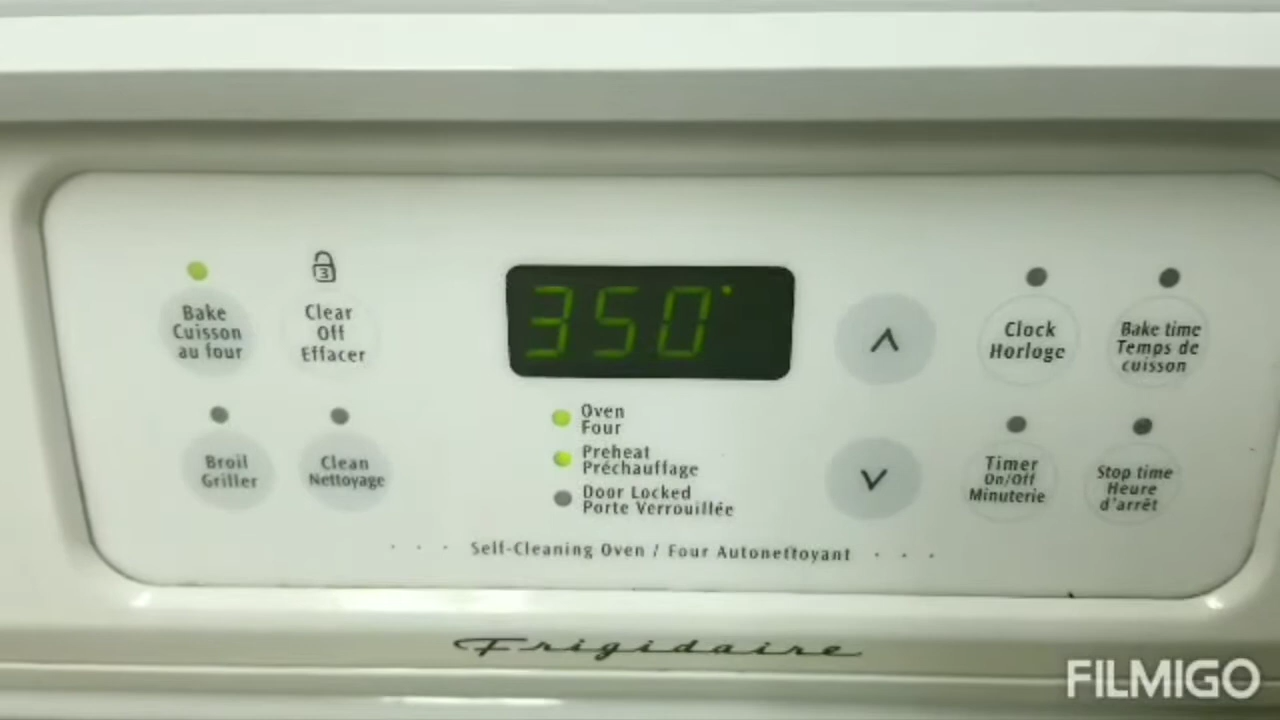 Bake
Cuisson
au four
3
Clear
Off
Effacer
350°
Clock
Horloge
Bake time
Temps de
cuisson
Broil
Griller
Clean
Nettoyage
Oven
Four
Preheat
Préchauffage
Door Locked
Porte Verrouillée
Timer
On/Off
Minuterie
Stop time
Heure
d'arrêt
Self-Cleaning Oven / Four Autonettoyant
Frigidaire
FILMIGO